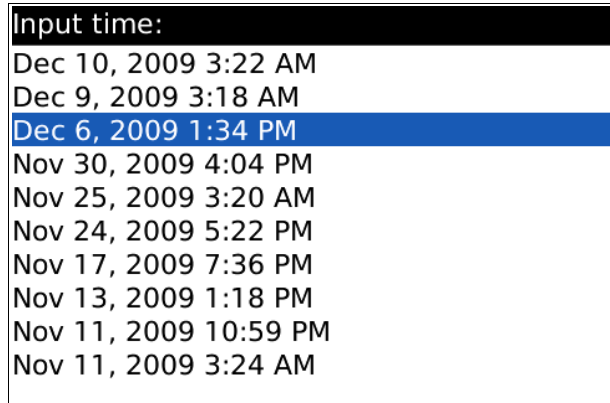 Input time:
Dec 10, 2009 3:22 AM
Dec 9, 2009 3:18 AM
Dec 6, 2009 1:34 PM
Nov 30, 2009 4:04 PM
Nov 25, 2009 3:20 AM
Nov 24, 2009 5:22 PM
Nov 17, 2009 7:36 PM
Nov 13, 2009 1:18 PM
Nov 11, 2009 10:59 PM
Nov 11, 2009 3:24 AM